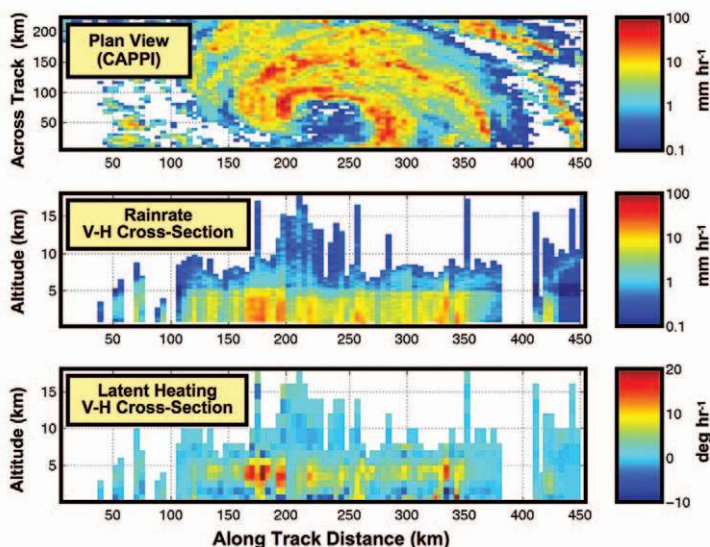 Across Track (km)
200
150
100
50
Plan View
(CAPPI)
50 100 150 200 250 300 350 400 450
100
10
1
0.1
mm hr-1
Altitude (km)
15
10
5
Rainrate
V-H Cross-Section
50 100 150 200 250 300 350 400 450
100
10
1
0.1
mm hr-1
Altitude (km)
15
10
5
Latent Heating
V-H Cross-Section
50 100 150 200 250 300 350 400 450
20
10
0
−10
deg hr-1
Along Track Distance (km)